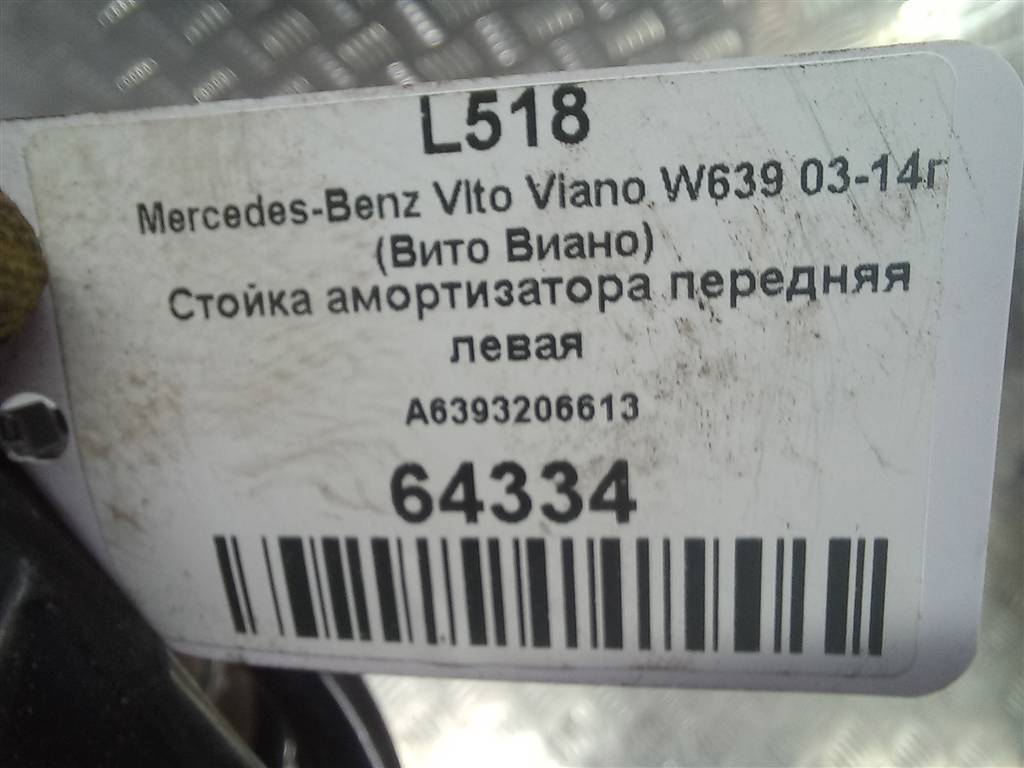 L518
Mercedes-Benz VIto Viano W639 03-14г
(Вито Виано)
Стойка амортизатора передняя
левая
A6393206613
64334